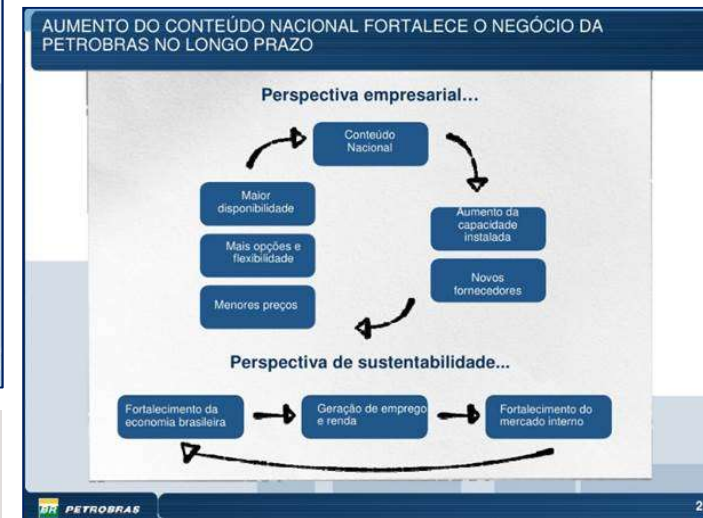 AUMENTO DO CONTEÚDO NACIONAL FORTALECE O NEGÓCIO DA
PETROBRAS NO LONGO PRAZO
Perspectiva empresarial...
Conteúdo
Nacional
Maior
disponibilidade
Mais opções e
flexibilidade
Menores preços
Aumento da
capacidade
instalada
Novos
fornecedores
Perspectiva de sustentabilidade...
Fortalecimento da
economia brasileira
Geração de emprego
e renda
Fortalecimento do
mercado interno
BR PETROBRAS
2